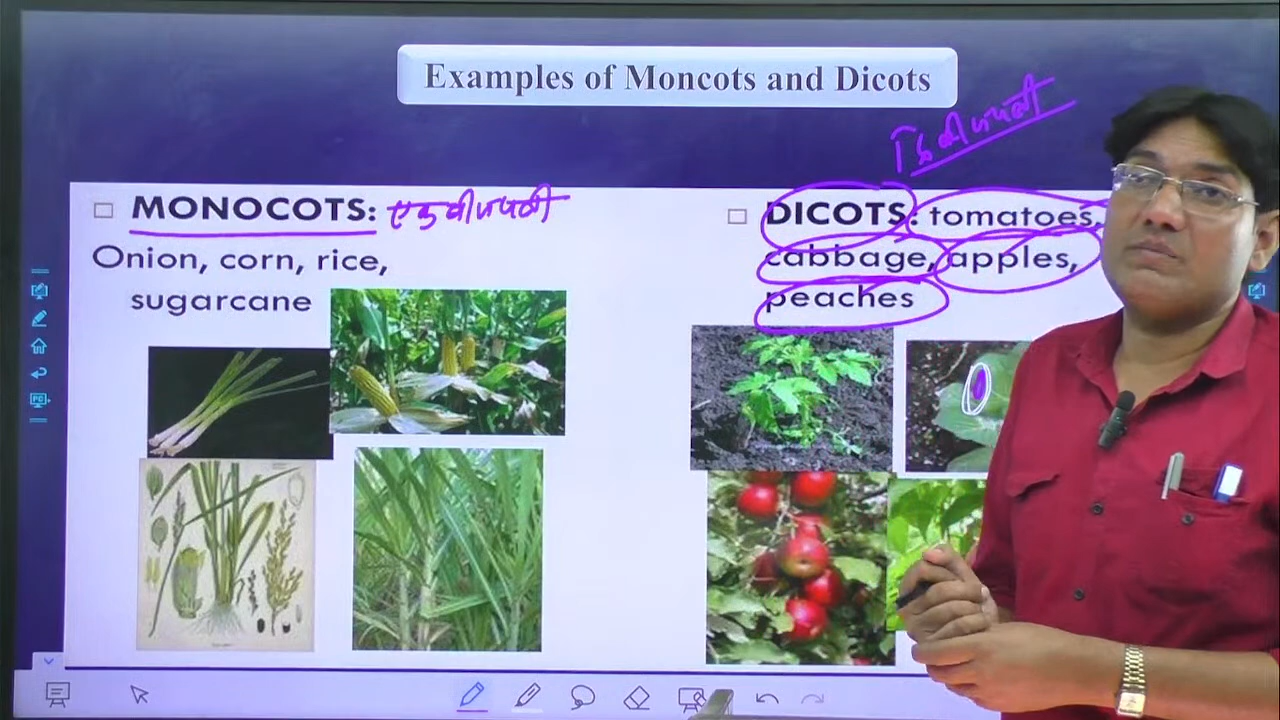 Examples of Moncots and Dicots
द्विबीजपत्री
MONOCOTS: एकबीजपत्री
Onion, corn, rice,
sugarcane
DICOTS: tomatoes,
cabbage, apples,
peaches